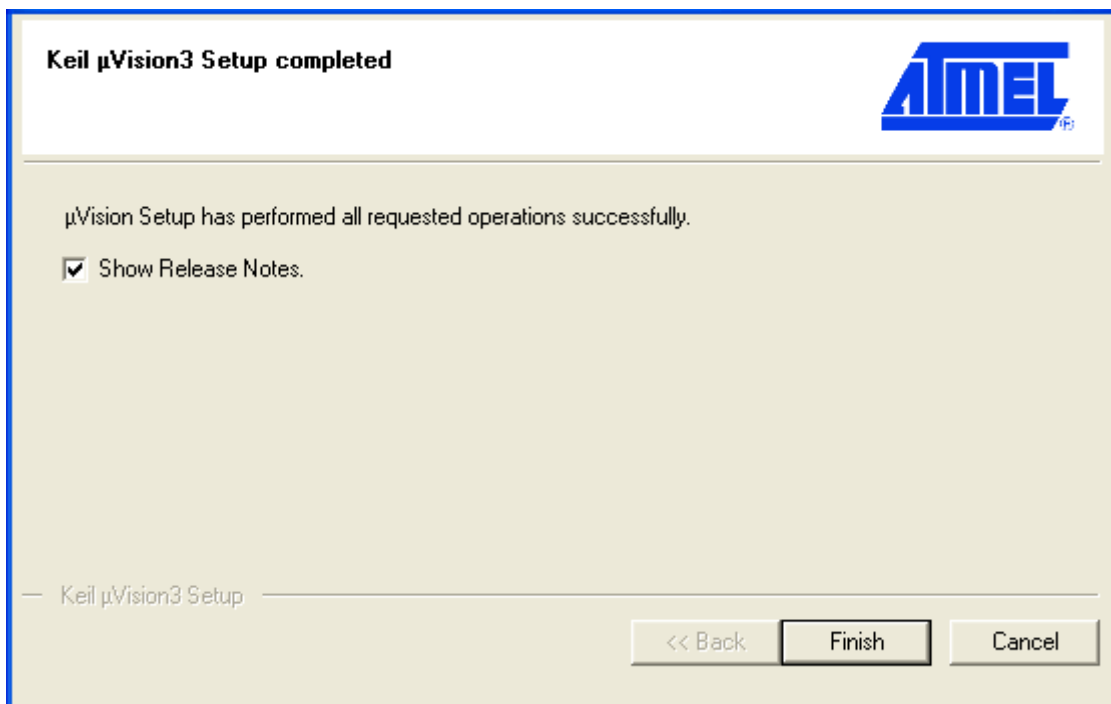 Keil µVision3 Setup completed
ATMEL
®
µVision Setup has performed all requested operations successfully.
Show Release Notes.
Keil µVision3 Setup
<< Back
Finish
Cancel